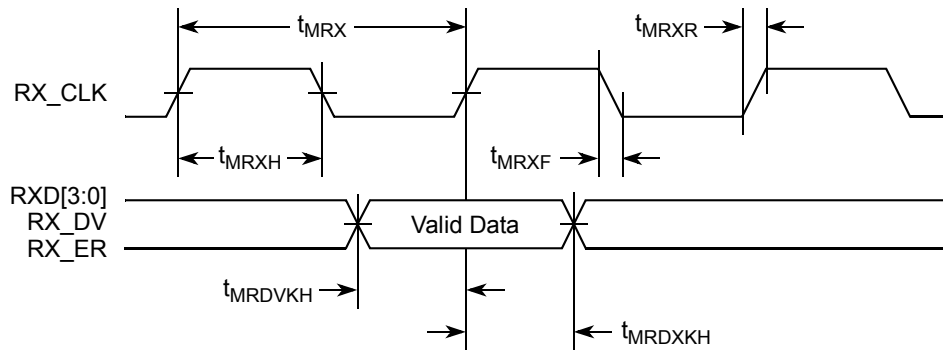 tMRX
tMRXR
RX_CLK
tMRXH
tMRXF
RXD[3:0]
RX_DV
Valid Data
RX_ER
tMRDVKH
tMRDXKH